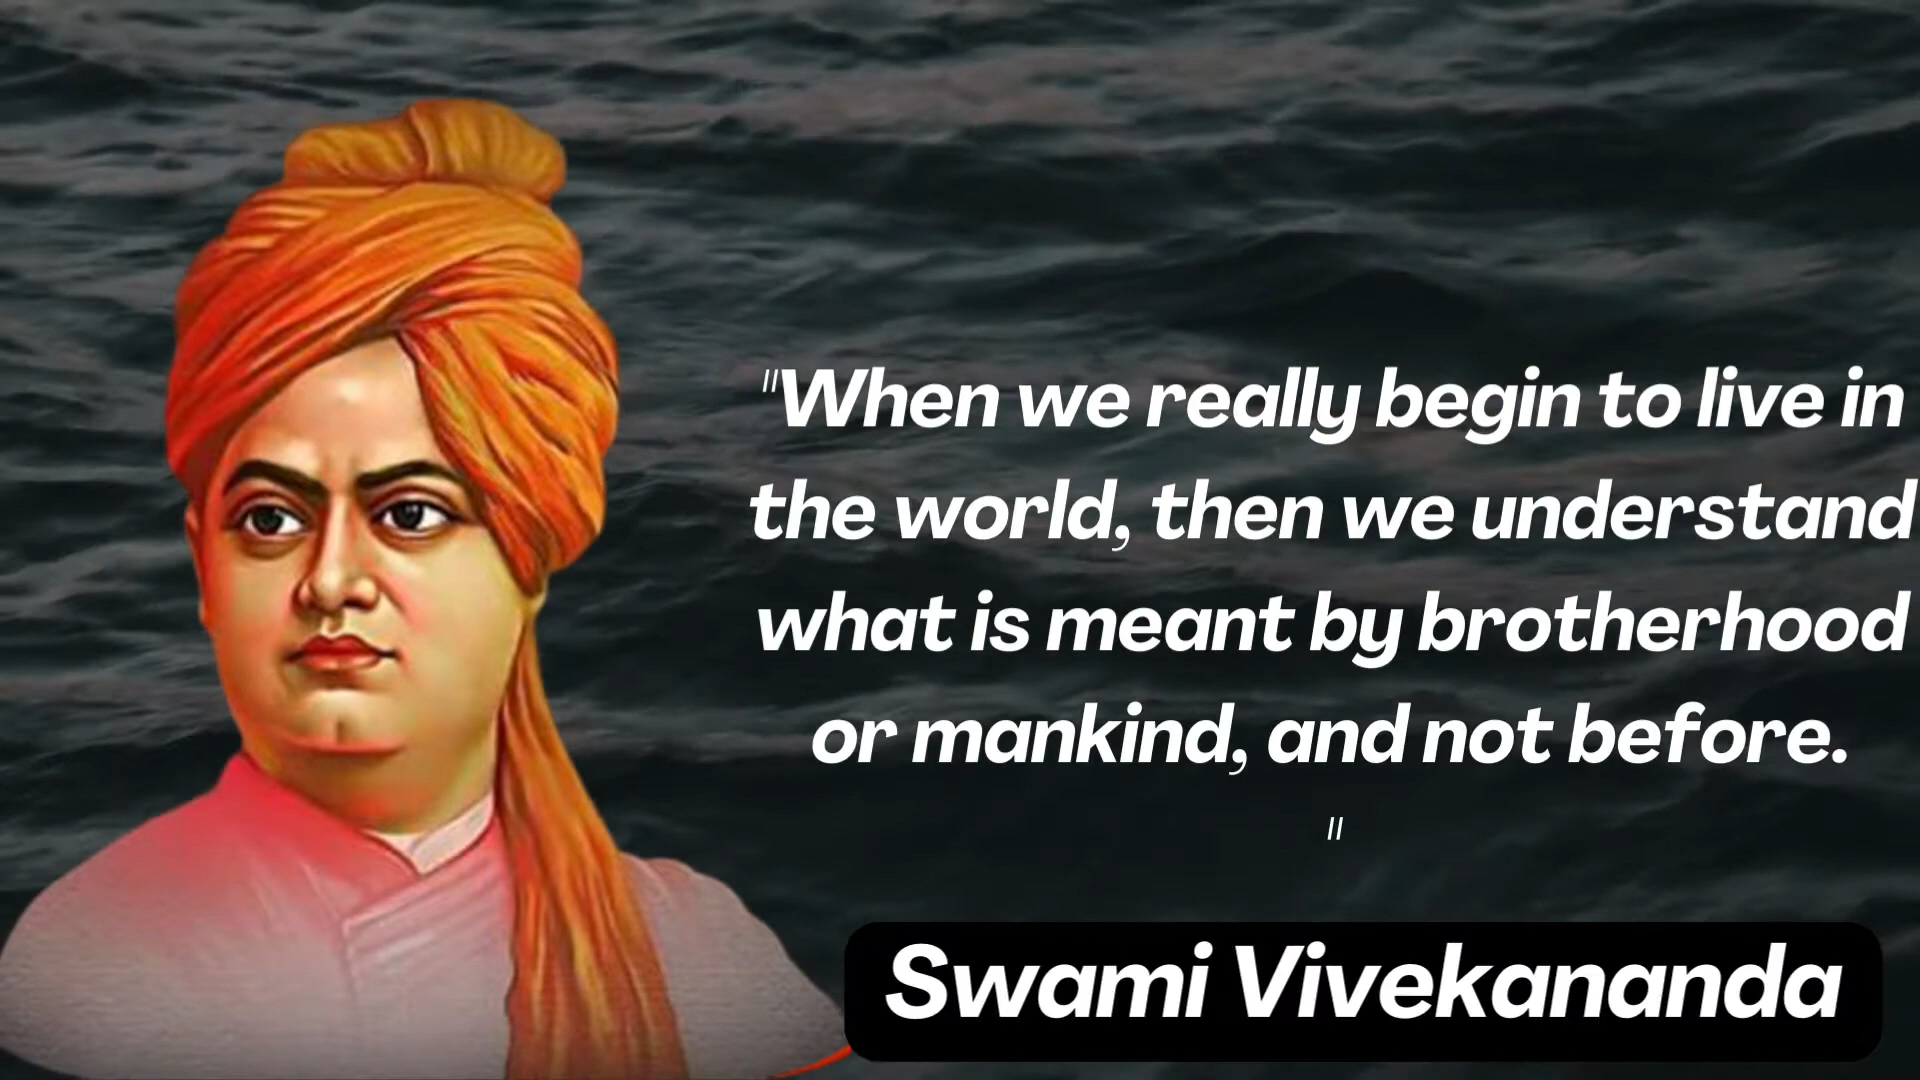 "When we really begin to live in
the world, then we understand
what is meant by brotherhood
or mankind, and not before.
"
Swami Vivekananda